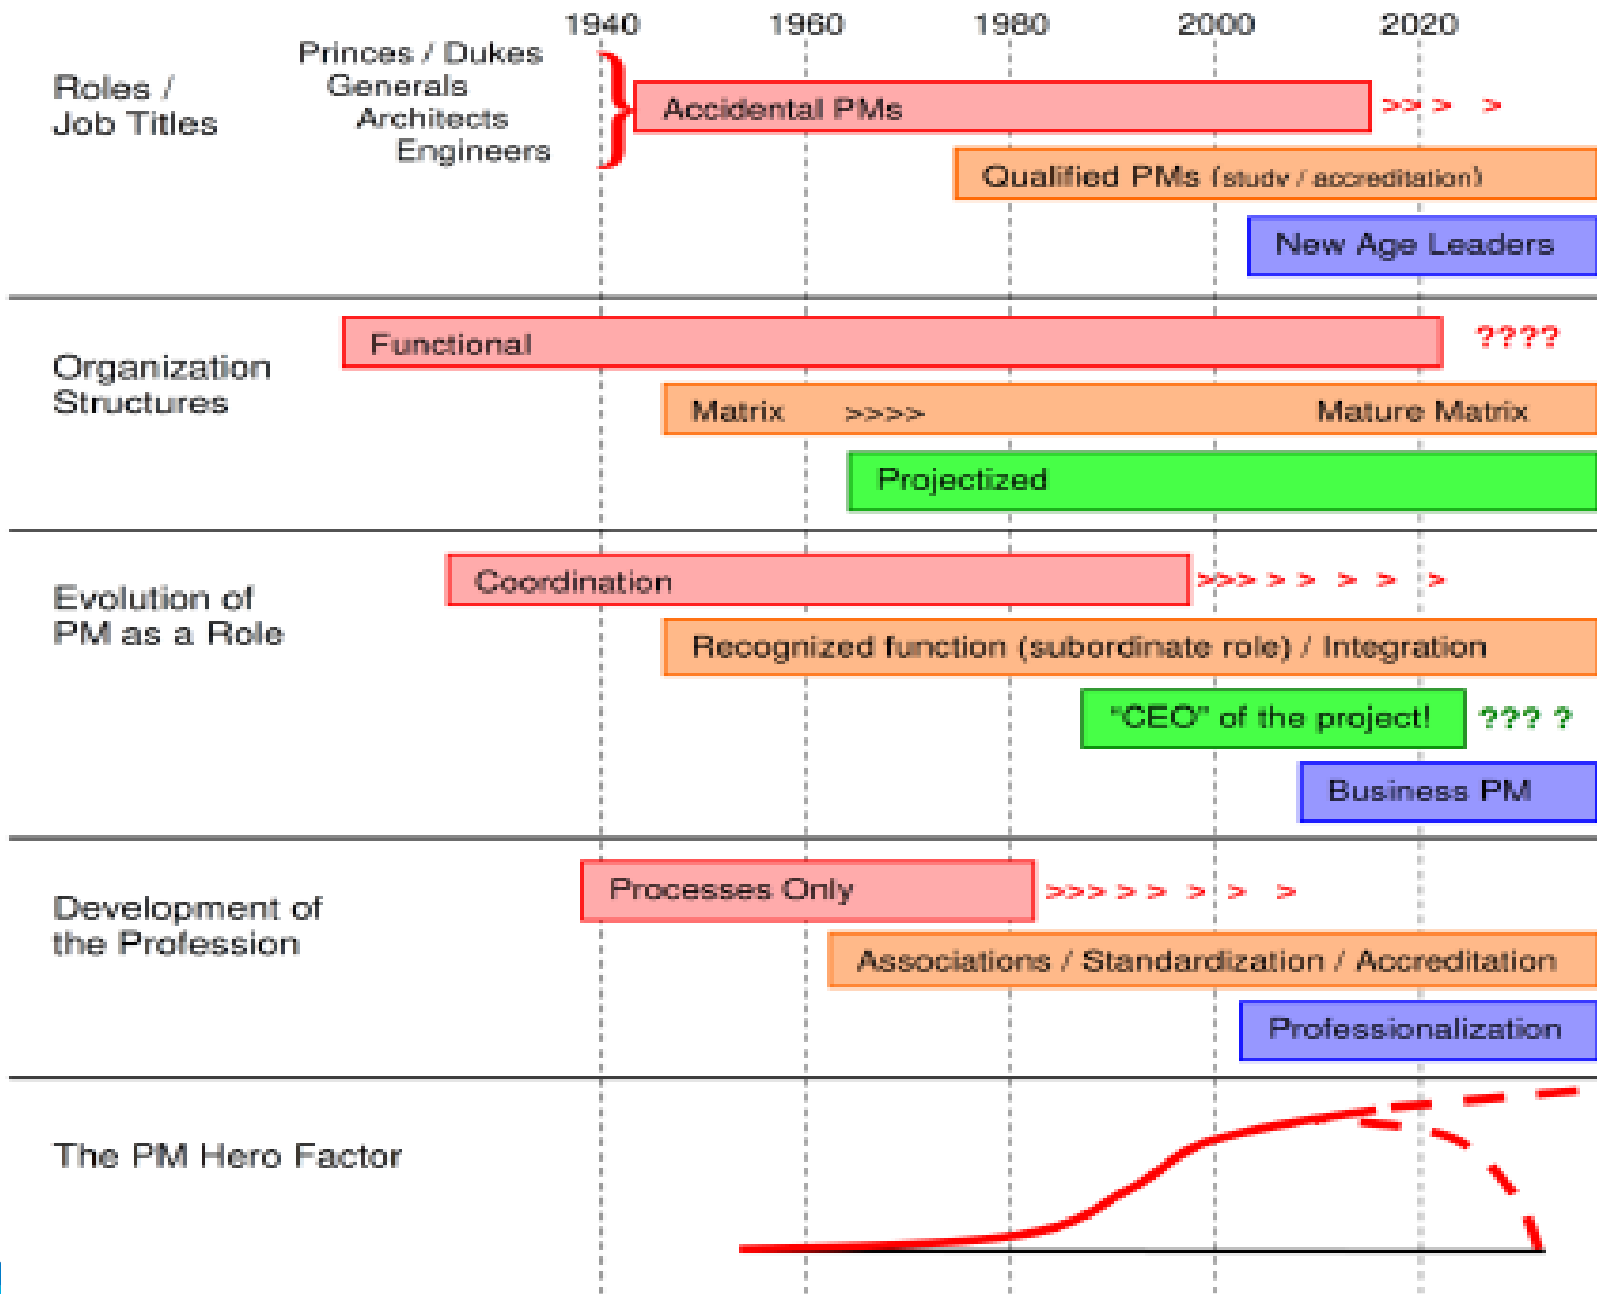 1940 1960 1980 2000 2020
Roles /
Job Titles
Princes / Dukes
Generals
Architects
Engineers
Accidental PMs
>>> > >
Qualified PMs (study / accreditation)
New Age Leaders
Organization
Structures
Functional
????
Matrix >>>> Mature Matrix
Projectized
Evolution of
PM as a Role
Coordination
>>>> > > > > >
Recognized function (subordinate role) / Integration
"CEO" of the project!
??? ?
Business PM
Development of
the Profession
Processes Only
>>>> > > > > >
Associations / Standardization / Accreditation
Professionalization
The PM Hero Factor